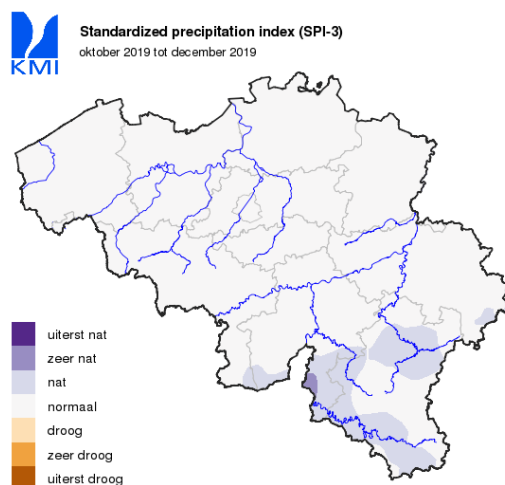 Standardized precipitation index (SPI-3)
oktober 2019 tot december 2019
KMI
uiterst nat
zeer nat
nat
normaal
droog
zeer droog
uiterst droog